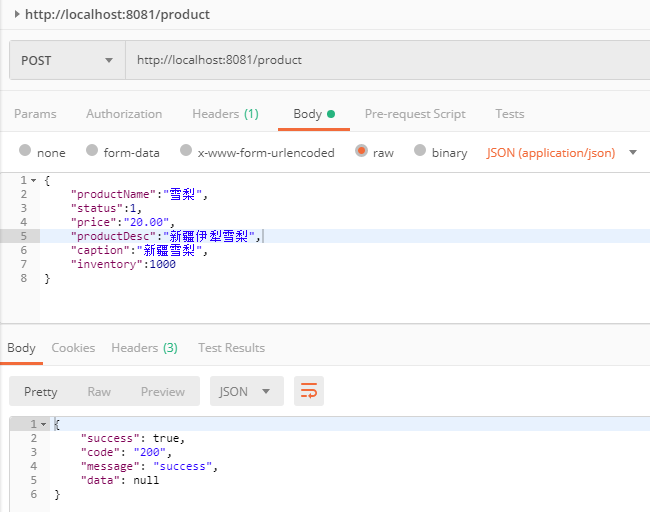 http://localhost:8081/product
POST http://localhost:8081/product
Params Authorization Headers (1) Body Pre-request Script Tests
none form-data x-www-form-urlencoded raw binary JSON (application/json)
1 {
2 "productName":"雪梨",
3 "status":1,
4 "price":"20.00",
5 "productDesc":"新疆伊犁雪梨",
6 "caption":"新疆雪梨",
7 "inventory":1000
8 }
Body Cookies Headers (3) Test Results
Pretty Raw Preview JSON
1 {
2 "success": true,
3 "code": "200",
4 "message": "success",
5 "data": null
6 }